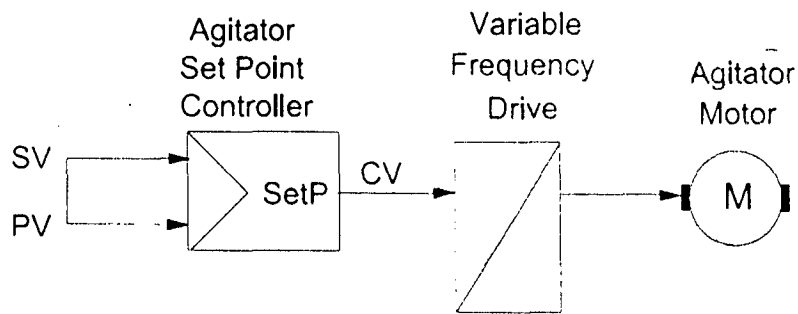 Agitator
Set Point
Controller
Variable
Frequency
Drive
Agitator
Motor
SV
PV
SetP
CV
M